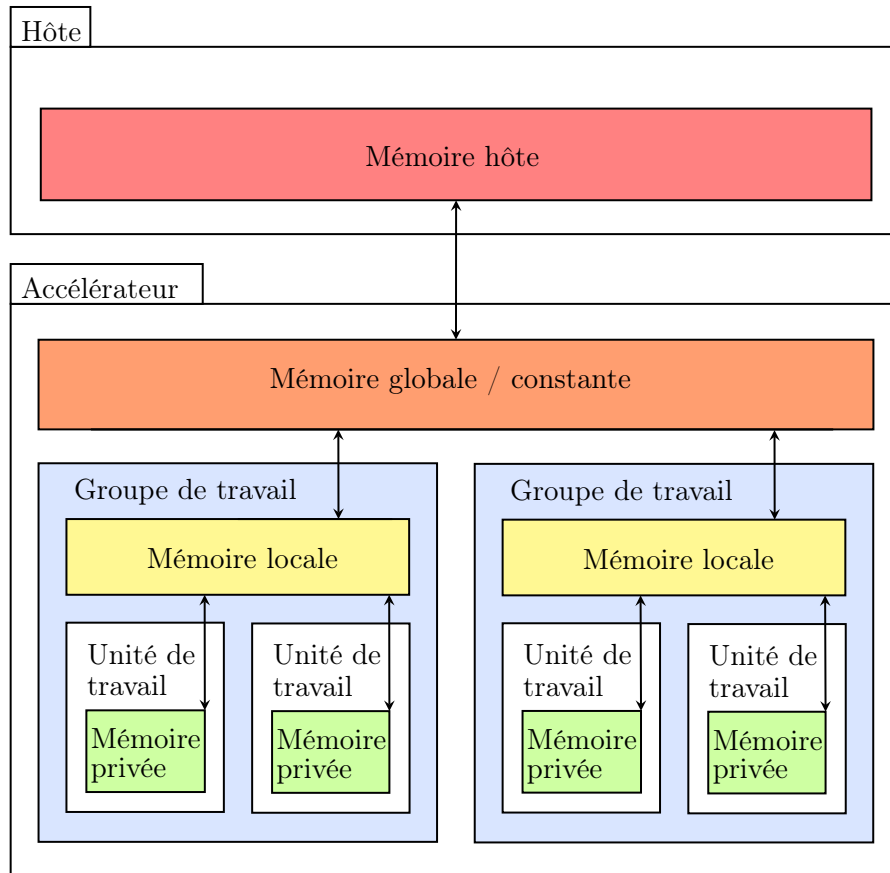 Hôte
Mémoire hôte
Accélérateur
Mémoire globale / constante
Groupe de travail
Mémoire locale
Unité de
travail
Mémoire
privée
Unité de
travail
Mémoire
privée
Groupe de travail
Mémoire locale
Unité de
travail
Mémoire
privée
Unité de
travail
Mémoire
privée